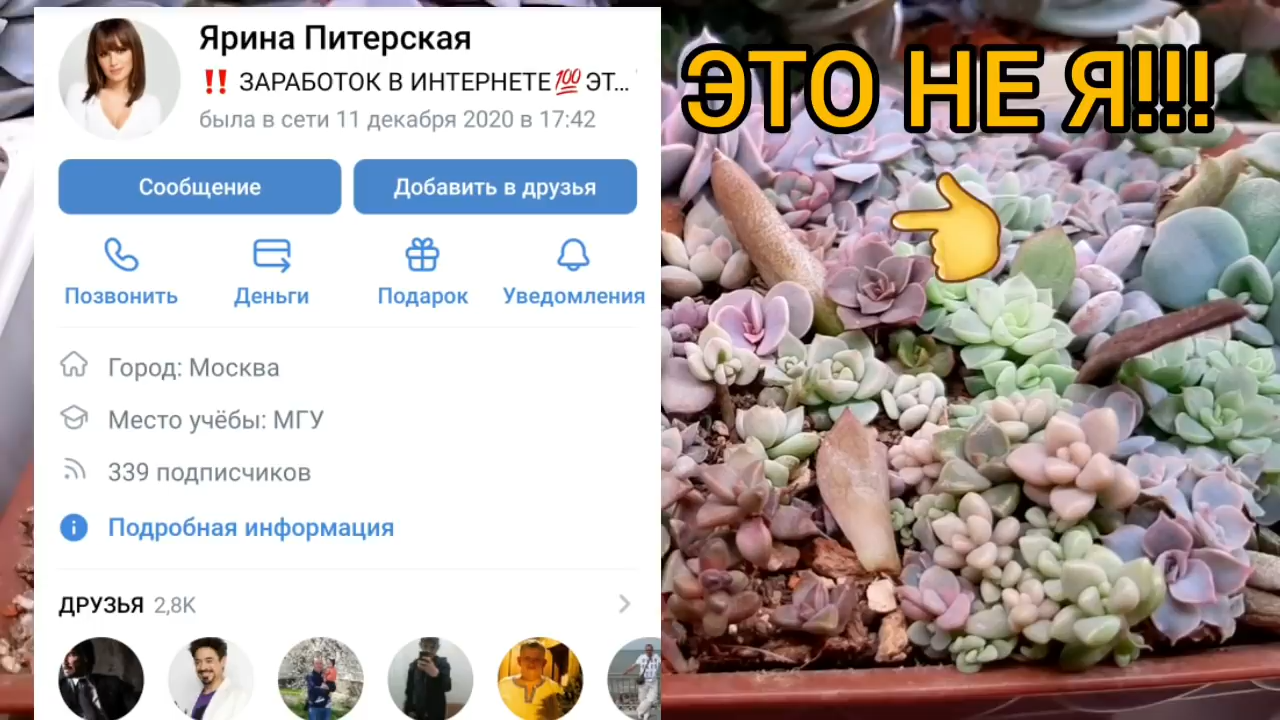 Ярина Питерская
‼ ЗАРАБОТОК В ИНТЕРНЕТЕ💯ЭТ...
была в сети 11 декабря 2020 в 17:42
Сообщение
Добавить в друзья
Позвонить
Деньги
Подарок
Уведомления
Город: Москва
Место учёбы: МГУ
339 подписчиков
Подробная информация
ДРУЗЬЯ 2,8K
ЭТО НЕ Я!!!